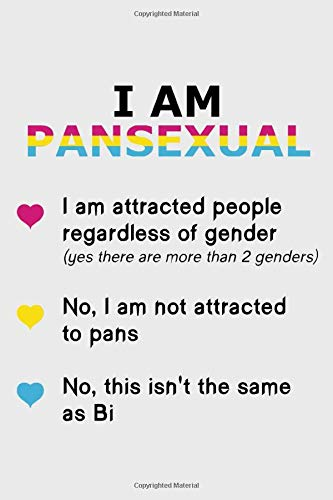 Copyrighted Material
I AM
PANSEXUAL
I am attracted people
regardless of gender
(yes there are more than 2 genders)
No, I am not attracted
to pans
No, this isn't the same
as Bi
Copyrighted Material